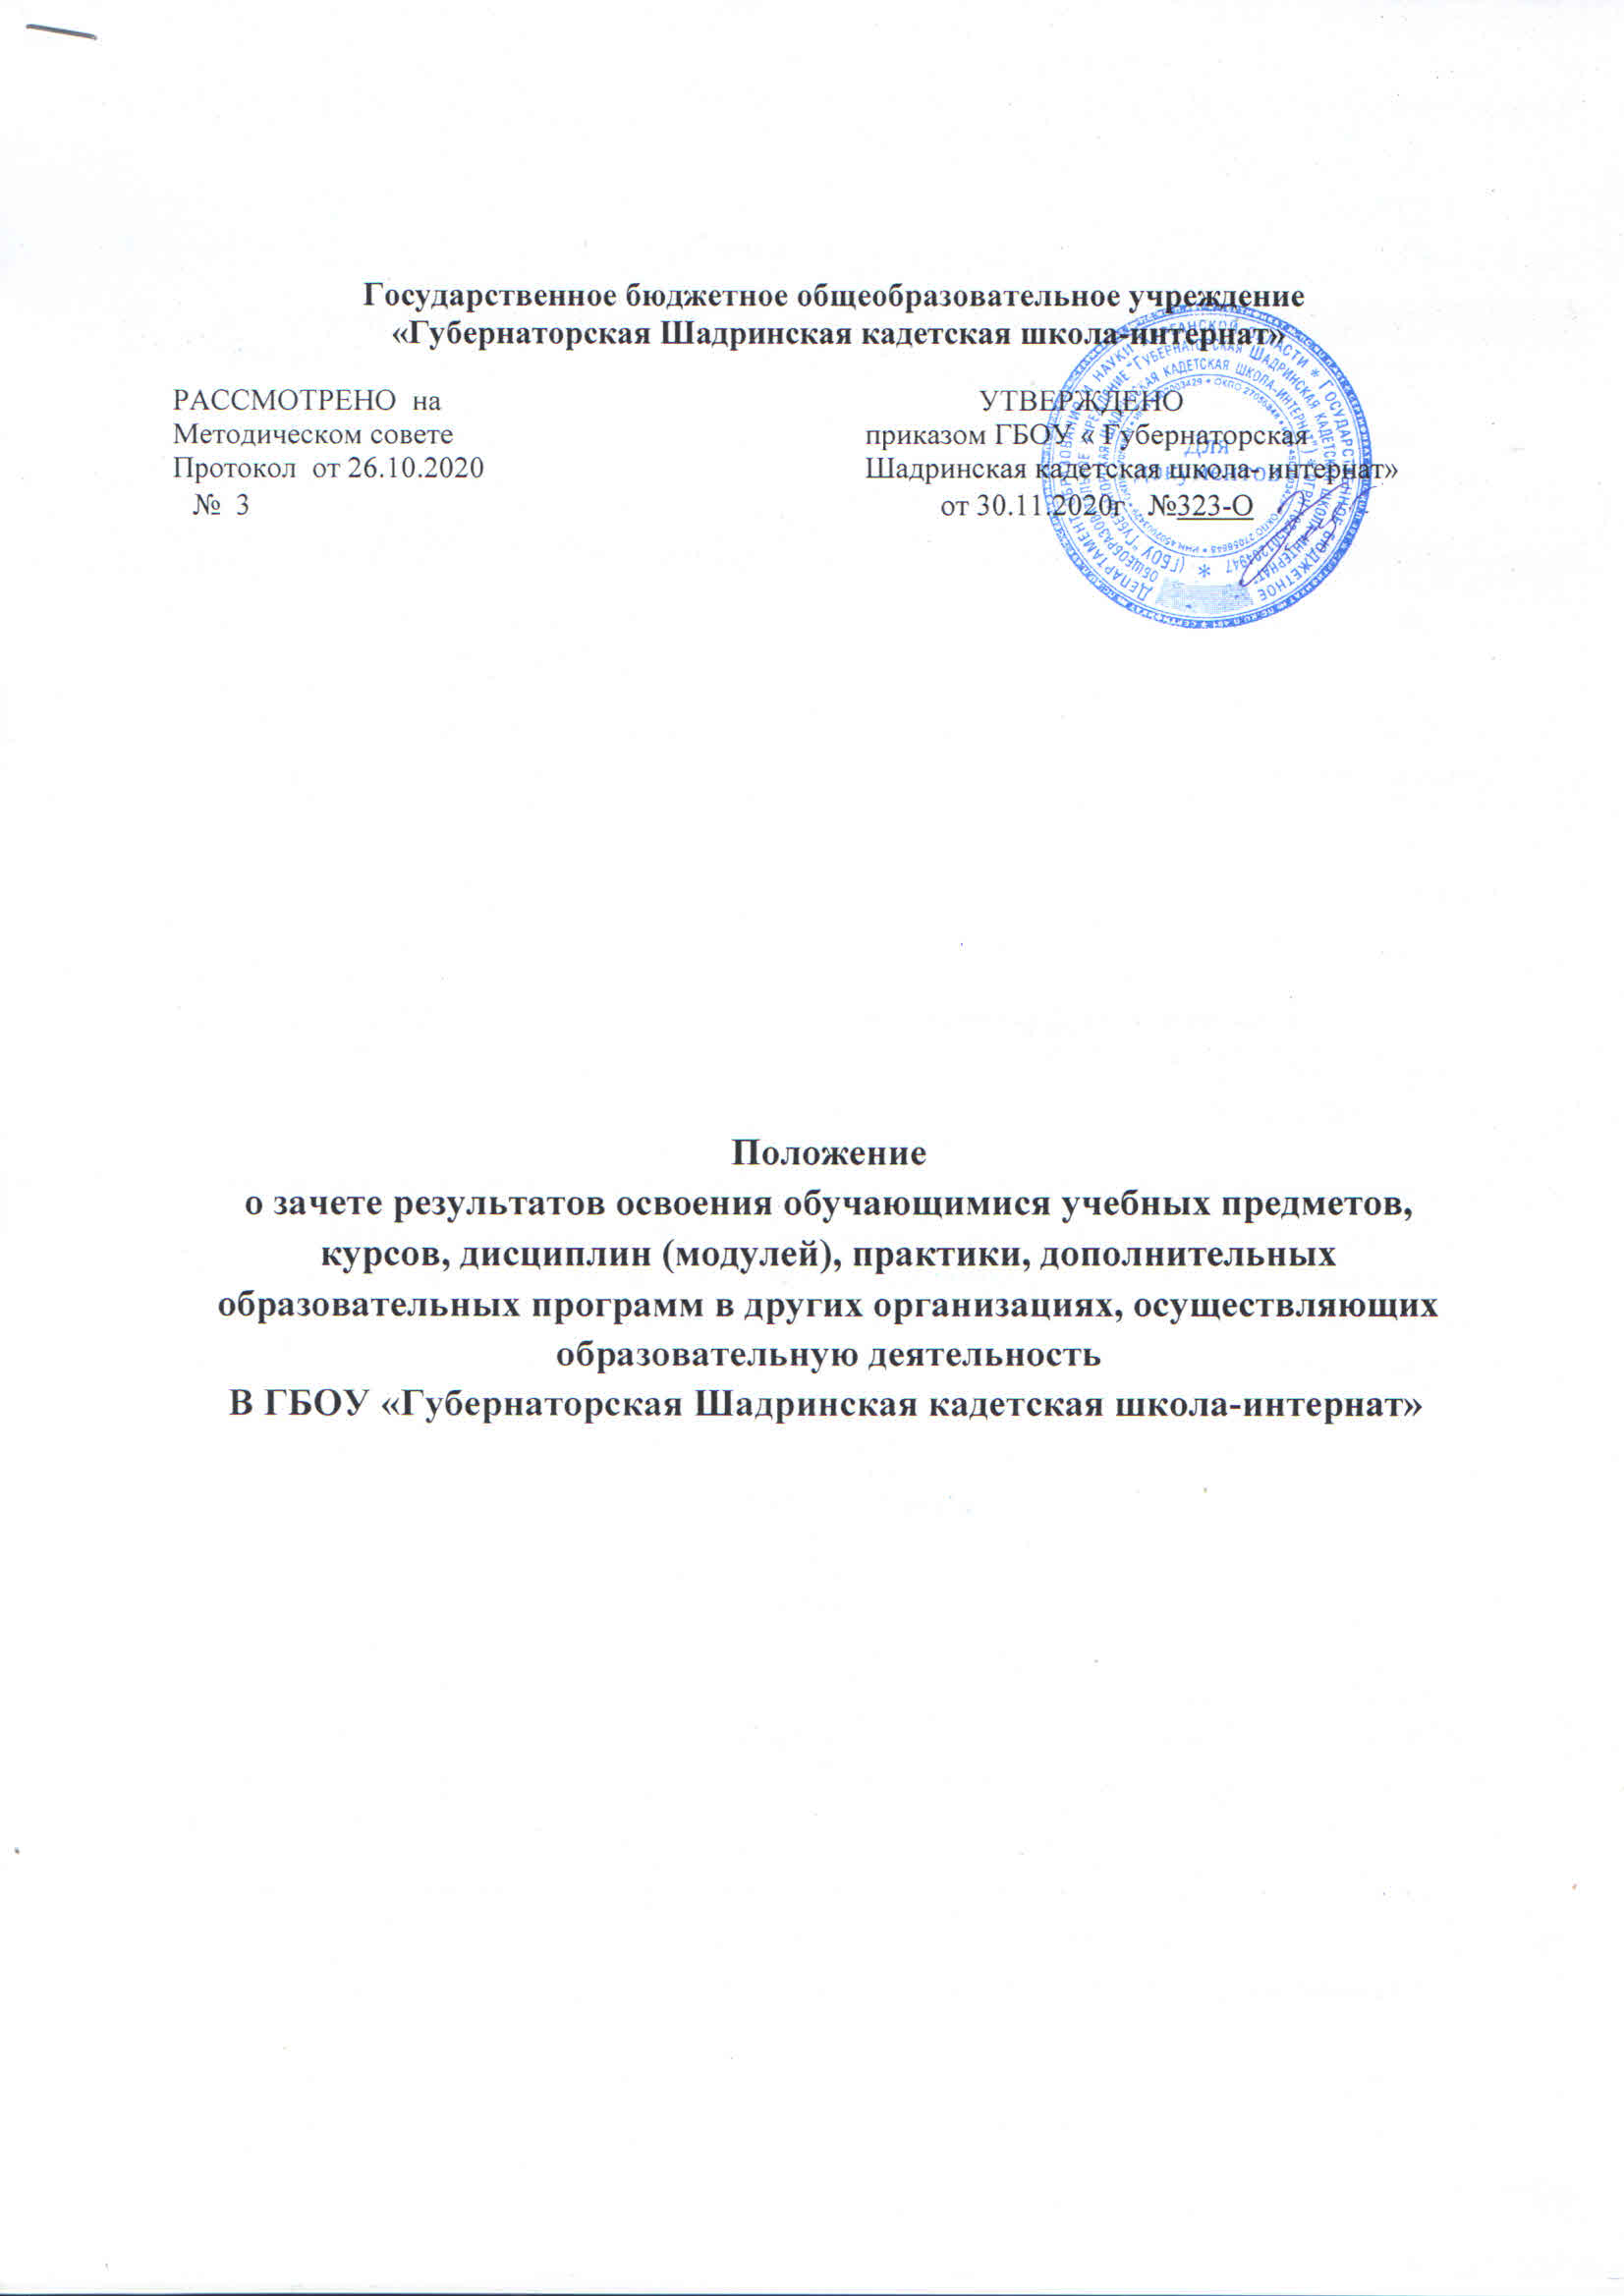 Государственное бюджетное общеобразовательное учреждение
«Губернаторская Шадринская кадетская школа-интернат»
РАССМОТРЕНО на
Методическом совете
Протокол от 26.10.2020
№ 3
УТВЕРЖДЕНО
приказом ГБОУ « Губернаторская
Шадринская кадетская школа- интернат»
от 30.11.2020г №323-О
для
документов
Положение
о зачете результатов освоения обучающимися учебных предметов,
курсов, дисциплин (модулей), практики, дополнительных
образовательных программ в других организациях, осуществляющих
образовательную деятельность
В ГБОУ «Губернаторская Шадринская кадетская школа-интернат»